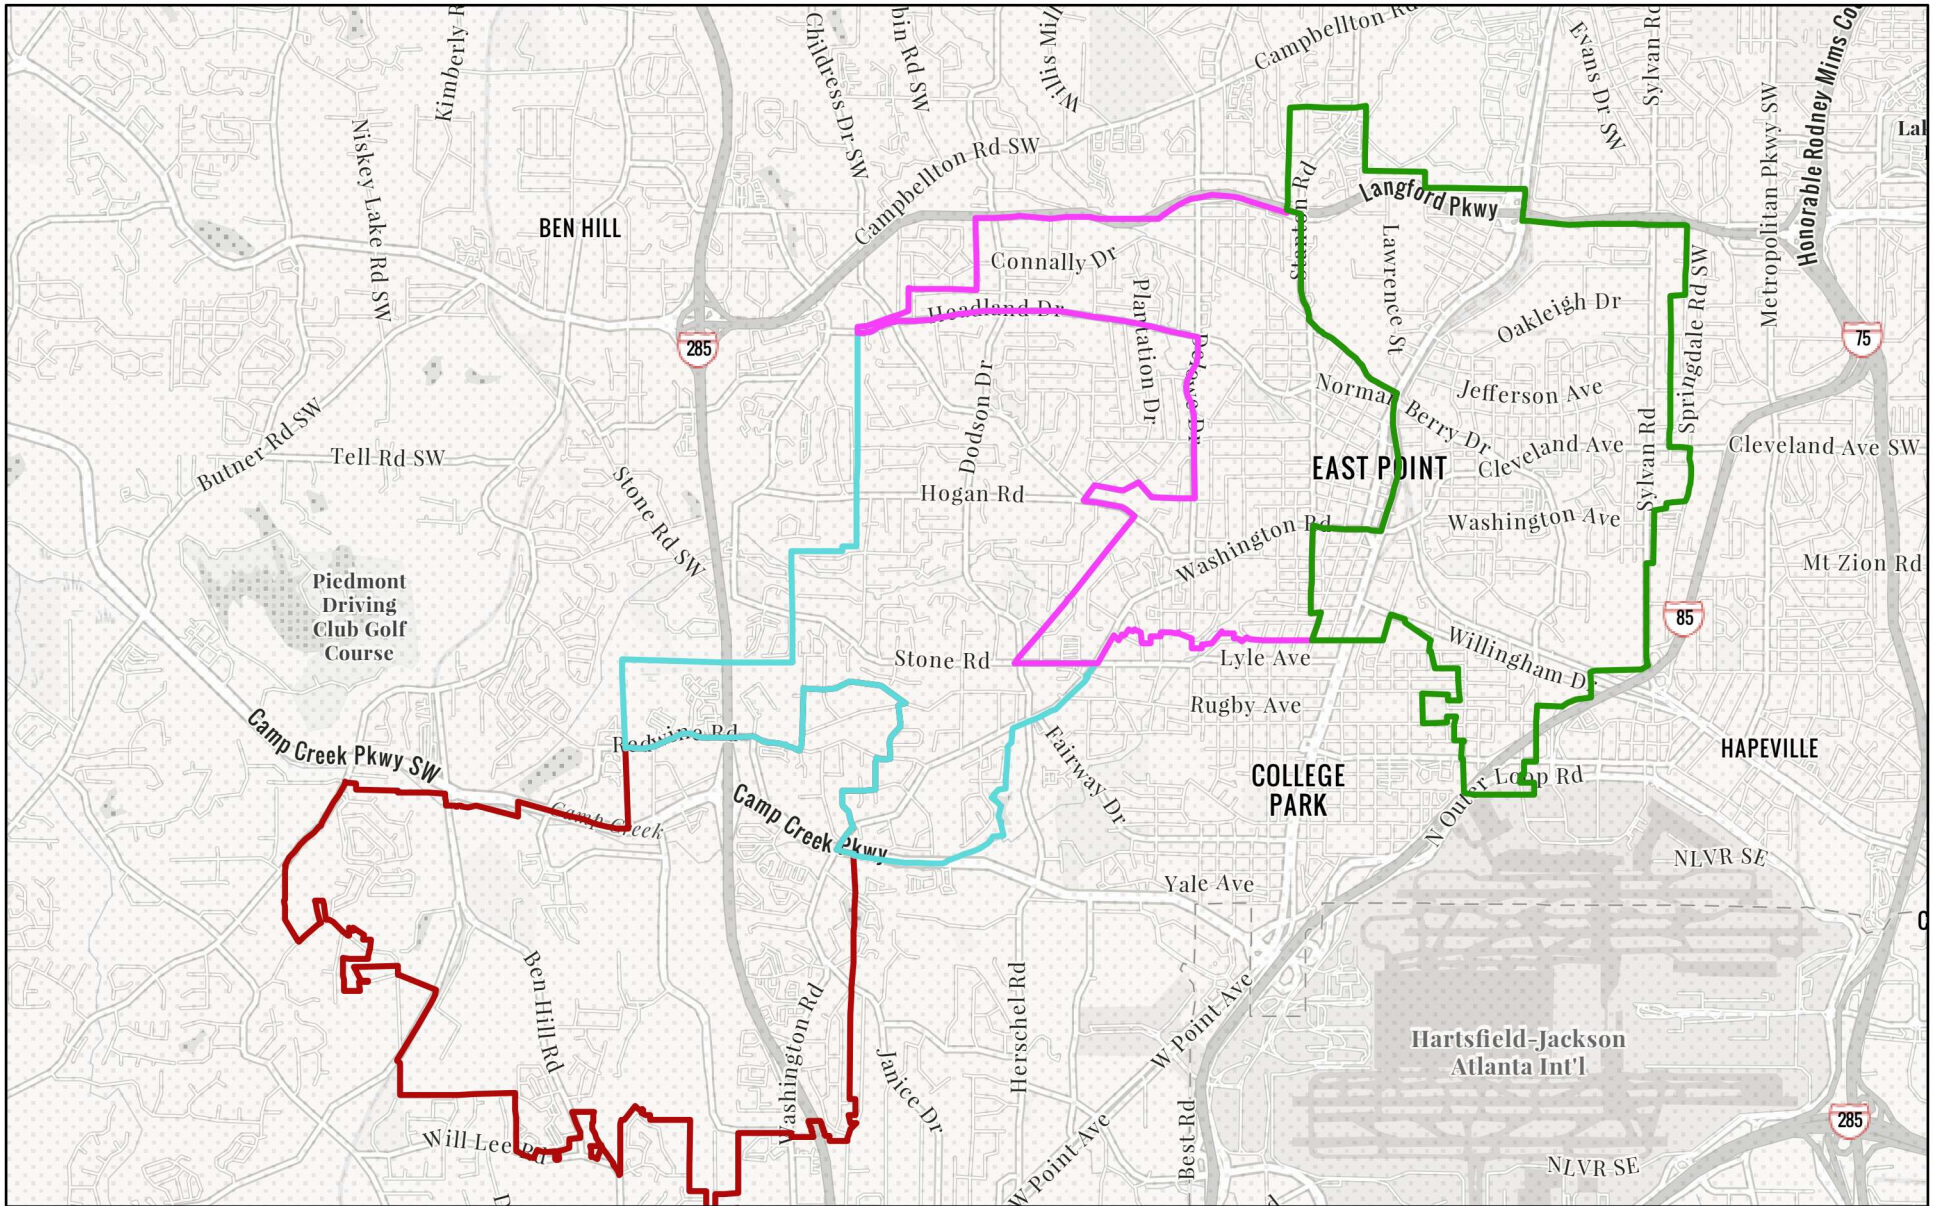 Kimberly R
Childress Dr SW
bin Rd SW
Willis Mill
Campbellton Rd
Evans Dr SW
Sylvan Rd
Metropolitan Pkwy SW
Honorable Rodney Mims Co
Niskey Lake Rd SW
Campbellton Rd SW
Stanton Rd
Langford Pkwy
BEN HILL
Connally Dr
Lawrence St
Headland Dr
Plantation Dr
Oakleigh Dr
Springdale Rd SW
285
75
Dodson Dr
Norman Berry Dr
Jefferson Ave
Butner Rd SW
Tell Rd SW
Stone Rd SW
Hogan Rd
EAST POINT
Cleveland Ave
Sylvan Rd
Cleveland Ave SW
Washington Rd
Washington Ave
Mt Zion Rd
Piedmont
Driving
Club Golf
Course
85
Stone Rd
Lyle Ave
Willingham Dr
Rugby Ave
Camp Creek Pkwy SW
Redwine Rd
Fairway Dr
HAPEVILLE
COLLEGE
PARK
N Outer Loop Rd
Camp Creek
Camp Creek Pkwy
NLVR SE
Yale Ave
Ben Hill Rd
Washington Rd
Herschel Rd
W Point Ave
Janice Dr
Hartsfield-Jackson
Atlanta Int'l
285
Will Lee Rd
W Point Ave
Best Rd
NLVR SE